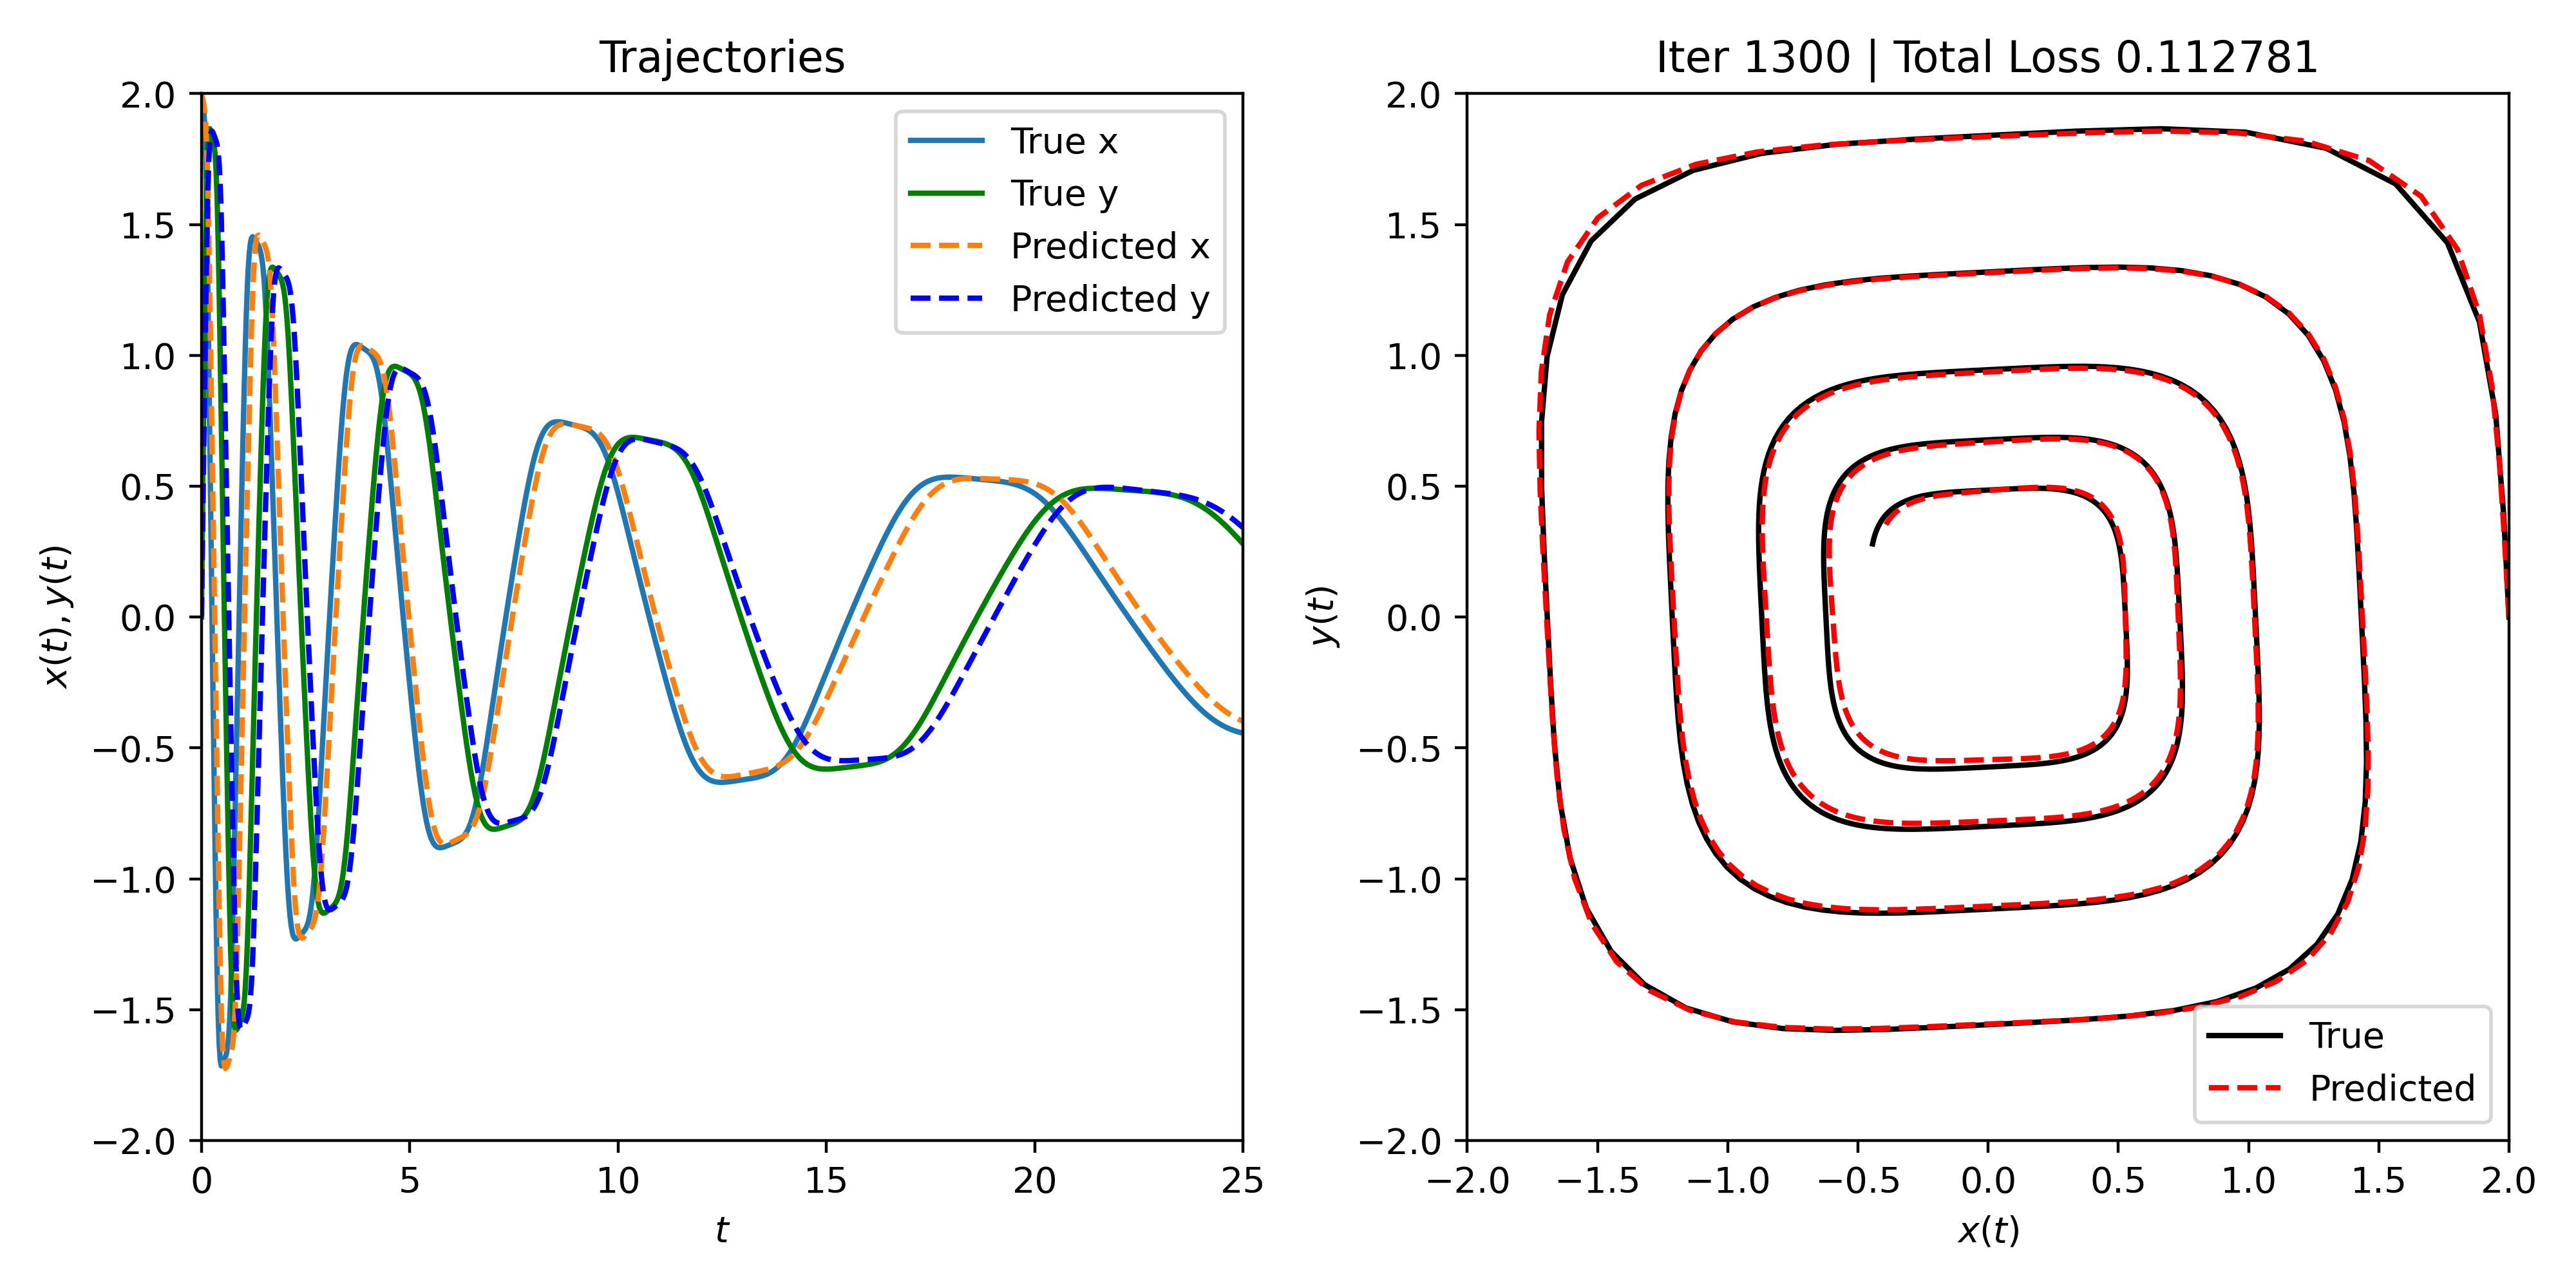 Trajectories
2.0
1.5
1.0
0.5
0.0
−0.5
−1.0
−1.5
−2.0
x(t), y(t)
0 5 10 15 20 25
t
True x
True y
Predicted x
Predicted y
Iter 1300 | Total Loss 0.112781
2.0
1.5
1.0
0.5
0.0
−0.5
−1.0
−1.5
−2.0
y(t)
−2.0 −1.5 −1.0 −0.5 0.0 0.5 1.0 1.5 2.0
x(t)
True
Predicted